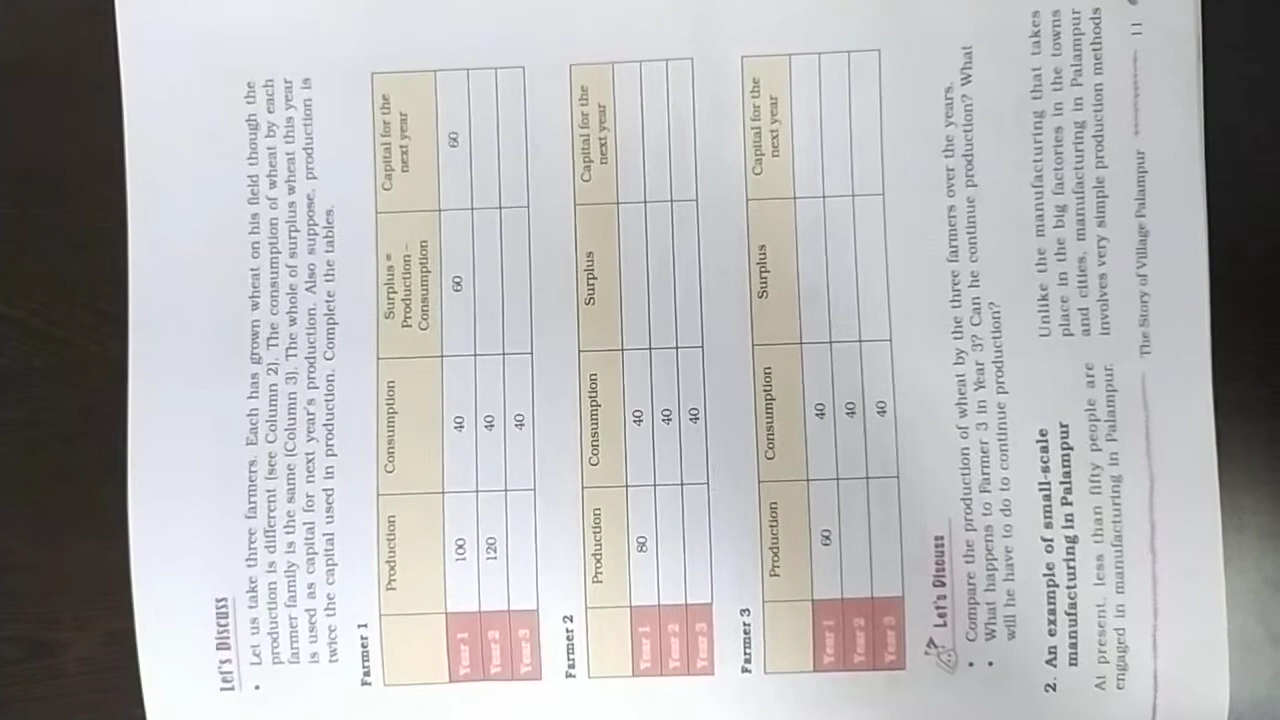 Let's Discuss
• Let us take three farmers. Each has grown wheat on his field though the
production is different (see Column 2). The consumption of wheat by each
farmer family is the same (Column 3). The whole of surplus wheat this year
is used as capital for next year's production. Also suppose, production is
twice the capital used in production. Complete the tables.
Farmer 1
Production Consumption Surplus = Production – Consumption Capital for the next year
Year 1 100 40 60 60
Year 2 120 40
Year 3 40
Farmer 2
Production Consumption Surplus Capital for the next year
Year 1 80 40
Year 2 40
Year 3 40
Farmer 3
Production Consumption Surplus Capital for the next year
Year 1 60 40
Year 2 40
Year 3 40
Let's Discuss
• Compare the production of wheat by the three farmers over the years.
• What happens to Farmer 3 in Year 3? Can he continue production? What
will he have to do to continue production?
2. An example of small-scale
manufacturing in Palampur
At present, less than fifty people are
engaged in manufacturing in Palampur.
Unlike the manufacturing that takes
place in the big factories in the towns
and cities, manufacturing in Palampur
involves very simple production methods
The Story of Village Palampur 11